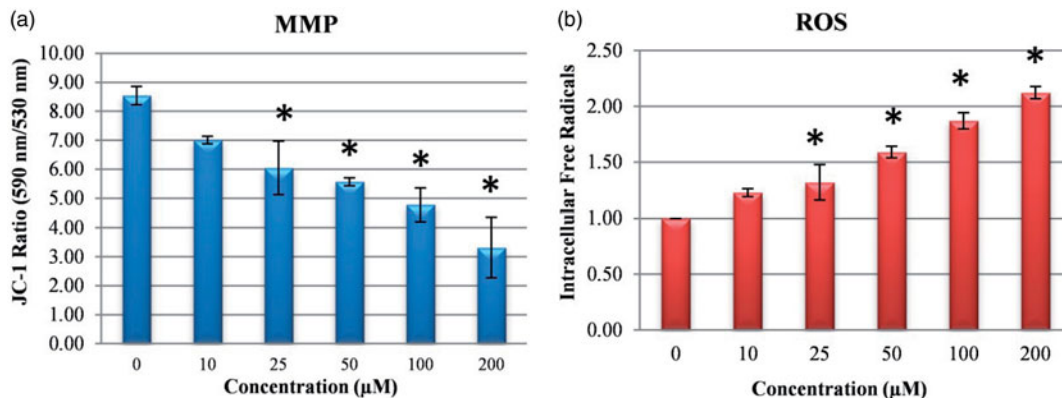 (a)
MMP
JC-1 Ratio (590 nm/530 nm)
10.00
9.00
8.00
7.00
6.00
5.00
4.00
3.00
2.00
1.00
0.00
* * * *
0 10 25 50 100 200
Concentration (µM)
(b)
ROS
Intracellular Free Radicals
2.50
2.00
1.50
1.00
0.50
0.00
* * * *
0 10 25 50 100 200
Concentration (µM)